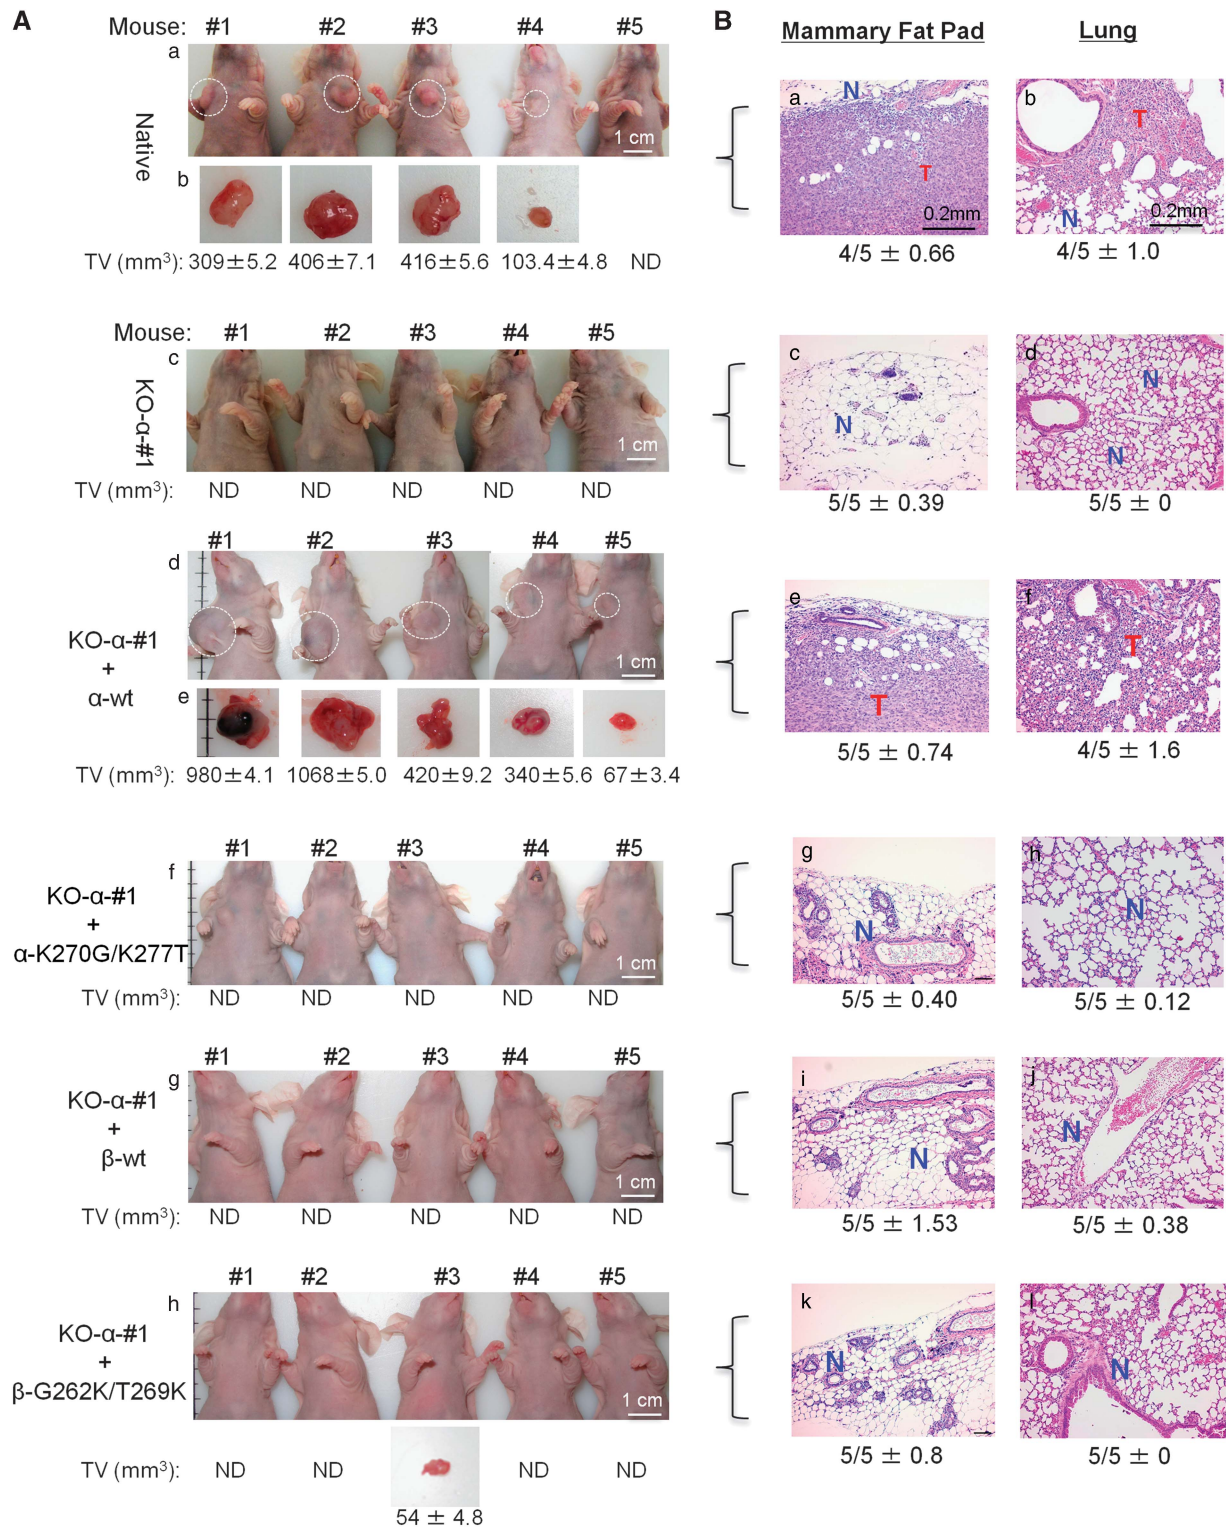 A
Mouse: #1 #2 #3 #4 #5
a
Native
1 cm
b
TV (mm³): 309±5.2 406±7.1 416±5.6 103.4±4.8 ND
Mouse: #1 #2 #3 #4 #5
c
KO-α-#1
1 cm
TV (mm³): ND ND ND ND ND
#1 #2 #3 #4 #5
d
KO-α-#1
+
α-wt
1 cm
e
TV (mm³): 980±4.1 1068±5.0 420±9.2 340±5.6 67±3.4
#1 #2 #3 #4 #5
f
KO-α-#1
+
α-K270G/K277T
1 cm
TV (mm³): ND ND ND ND ND
#1 #2 #3 #4 #5
g
KO-α-#1
+
β-wt
1 cm
TV (mm³): ND ND ND ND ND
#1 #2 #3 #4 #5
h
KO-α-#1
+
β-G262K/T269K
1 cm
TV (mm³): ND ND ND ND
54 ± 4.8
B
Mammary Fat Pad Lung
a N T 0.2mm
b T N 0.2mm
4/5 ± 0.66 4/5 ± 1.0
c N
d N N
5/5 ± 0.39 5/5 ± 0
e T
f T
5/5 ± 0.74 4/5 ± 1.6
g N
h N
5/5 ± 0.40 5/5 ± 0.12
i N
j N
5/5 ± 1.53 5/5 ± 0.38
k N
l N
5/5 ± 0.8 5/5 ± 0